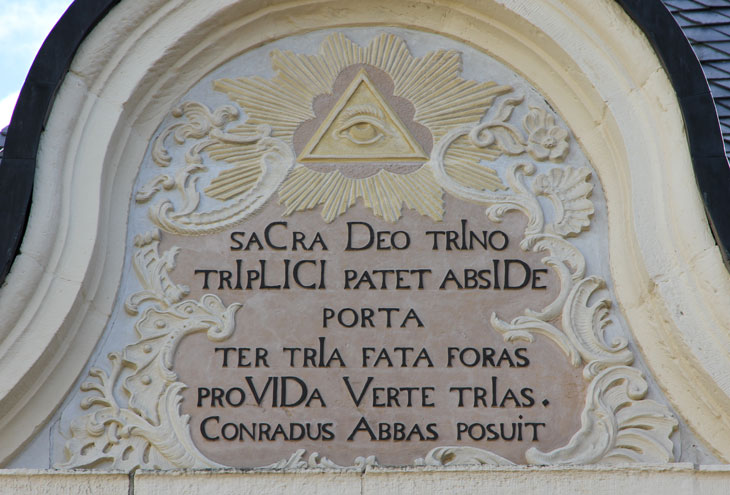 saCra Deo trIno
trIpLICI patet absIDe
porta
ter trIa fata foras
proVIDa Verte trIas.
Conradus Abbas posuit